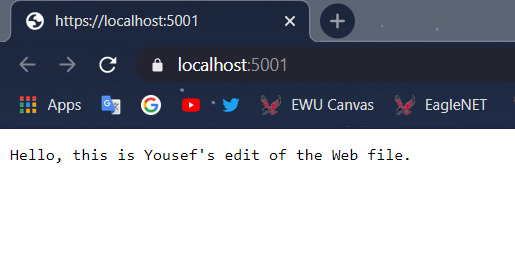 https://localhost:5001
localhost:5001
Apps EWU Canvas EagleNET
Hello, this is Yousef's edit of the Web file.